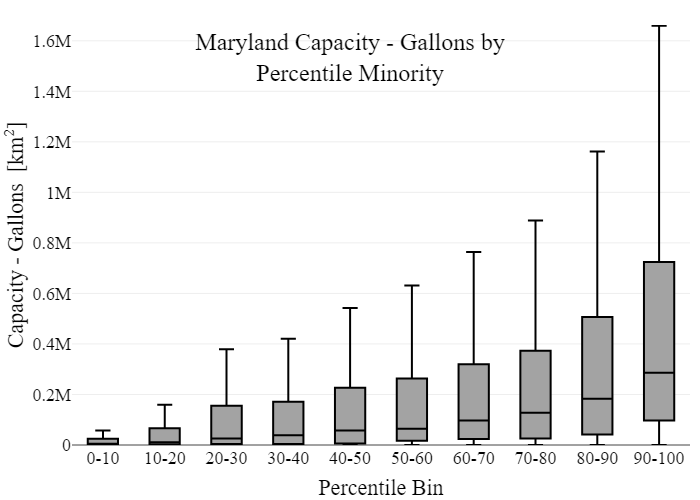 Maryland Capacity - Gallons by
Percentile Minority
Capacity - Gallons [km²]
1.6M
1.4M
1.2M
1M
0.8M
0.6M
0.4M
0.2M
0
0-10 10-20 20-30 30-40 40-50 50-60 60-70 70-80 80-90 90-100
Percentile Bin